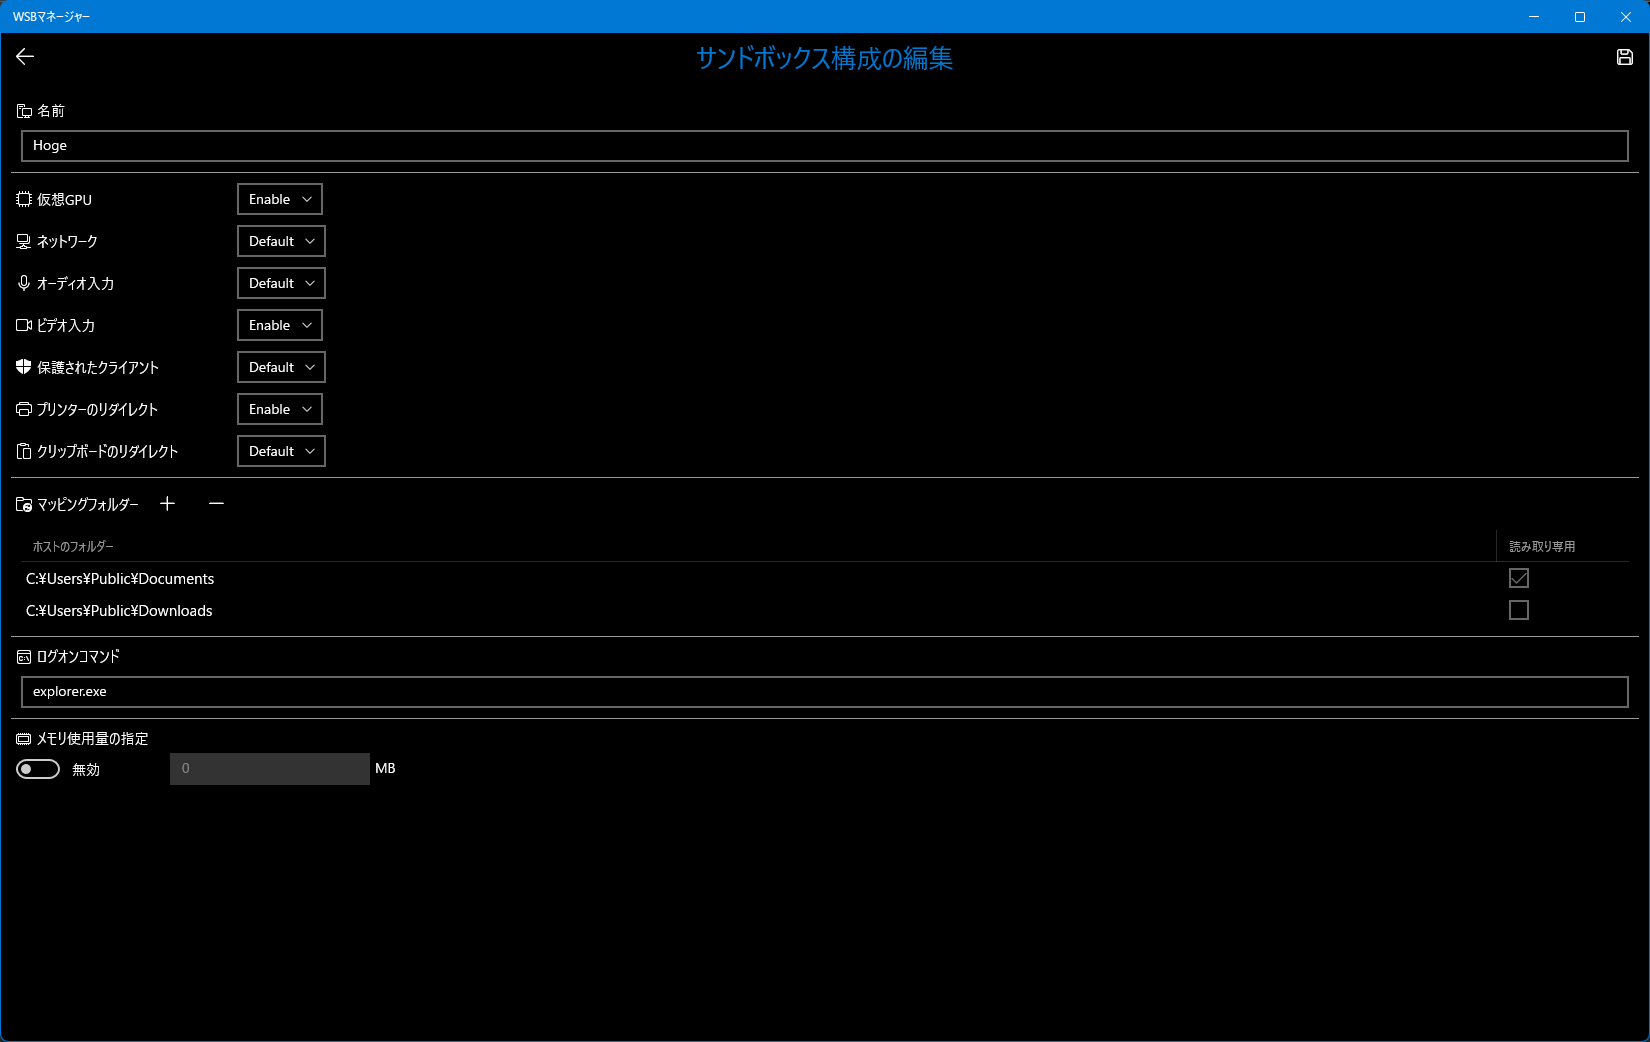 WSBマネージャー
サンドボックス構成の編集
名前
Hoge
仮想GPU Enable
ネットワーク Default
オーディオ入力 Default
ビデオ入力 Enable
保護されたクライアント Default
プリンターのリダイレクト Enable
クリップボードのリダイレクト Default
マッピングフォルダー
ホストのフォルダー 読み取り専用
C:¥Users¥Public¥Documents
C:¥Users¥Public¥Downloads
ログオンコマンド
explorer.exe
メモリ使用量の指定
無効 0 MB